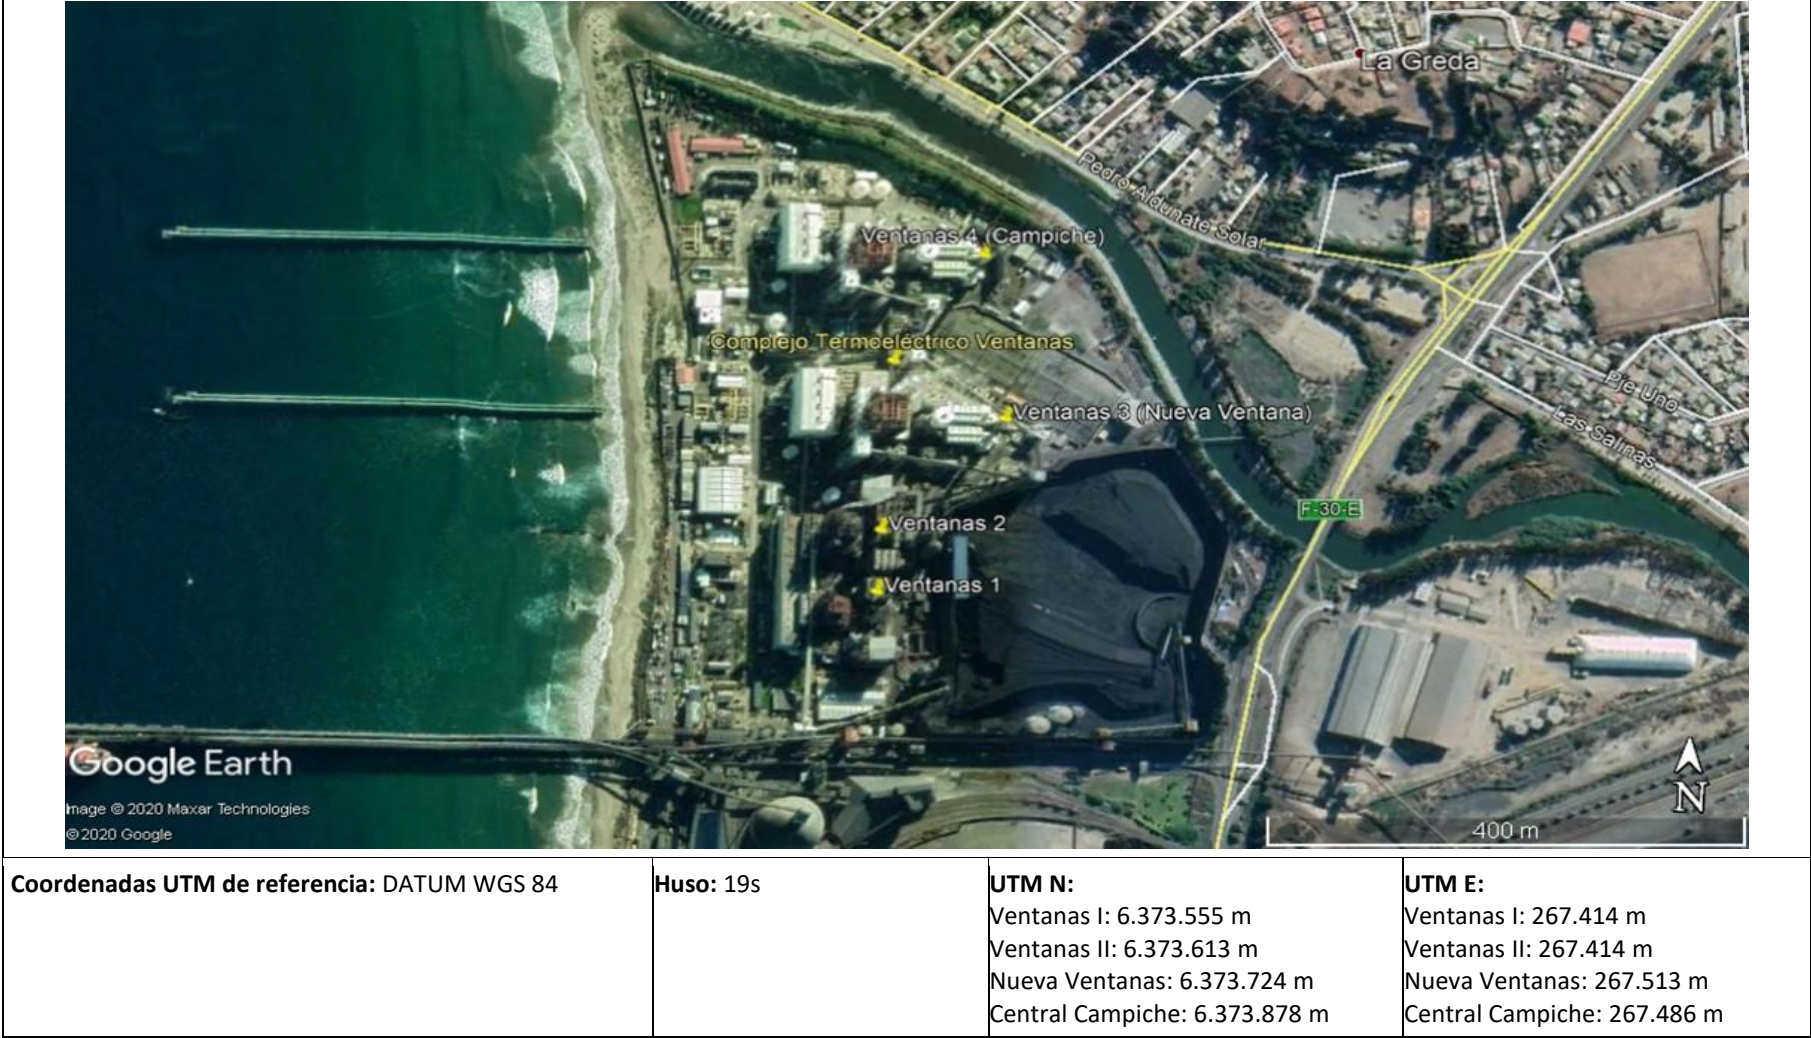 La Greda
Pedro Aldunate Solar
Ventanas 4 (Campiche)
Complejo Termoeléctrico Ventanas
Ventanas 3 (Nueva Ventana)
Pje Uno
Las Salinas
F-30-E
Ventanas 2
Ventanas 1
Google Earth
N
Image © 2020 Maxar Technologies
© 2020 Google
400 m
Coordenadas UTM de referencia: DATUM WGS 84
Huso: 19s
UTM N:
Ventanas I: 6.373.555 m
Ventanas II: 6.373.613 m
Nueva Ventanas: 6.373.724 m
Central Campiche: 6.373.878 m
UTM E:
Ventanas I: 267.414 m
Ventanas II: 267.414 m
Nueva Ventanas: 267.513 m
Central Campiche: 267.486 m